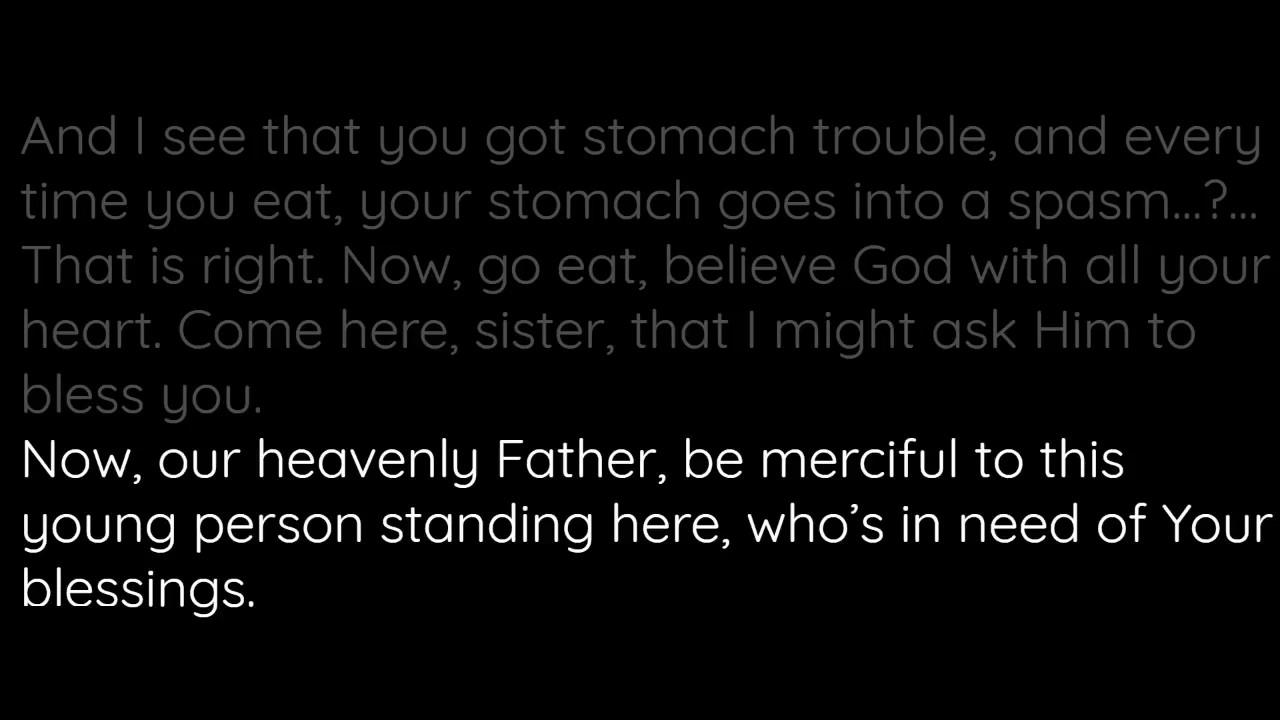 And I see that you got stomach trouble, and every
time you eat, your stomach goes into a spasm...?...
That is right. Now, go eat, believe God with all your
heart. Come here, sister, that I might ask Him to
bless you.
Now, our heavenly Father, be merciful to this
young person standing here, who’s in need of Your
blessings.